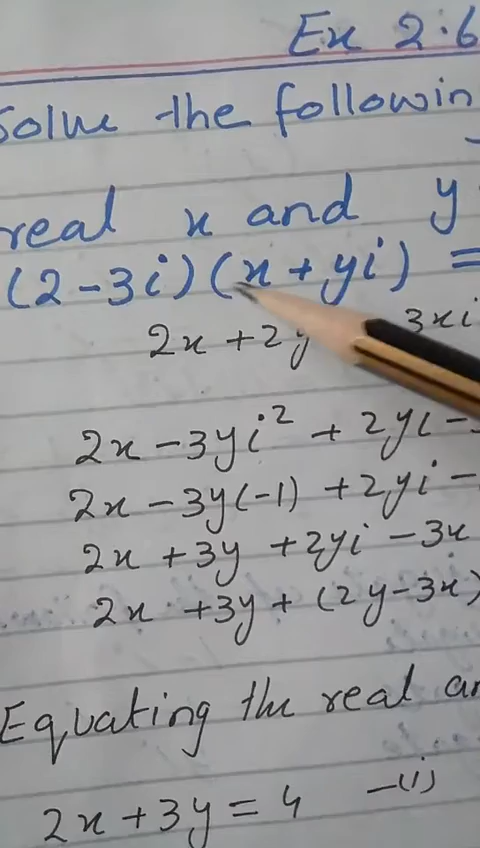 Ex 2.6
Solve the followin
real x and y
(2-3i)(x+yi) =
2x+2y 3xi
2x-3yi² + 2yi -
2x-3y(-1) +2yi -
2x +3y +2yi -3x
2x +3y + (2y-3x)
Equating the real an
2x+3y=4 -(i)